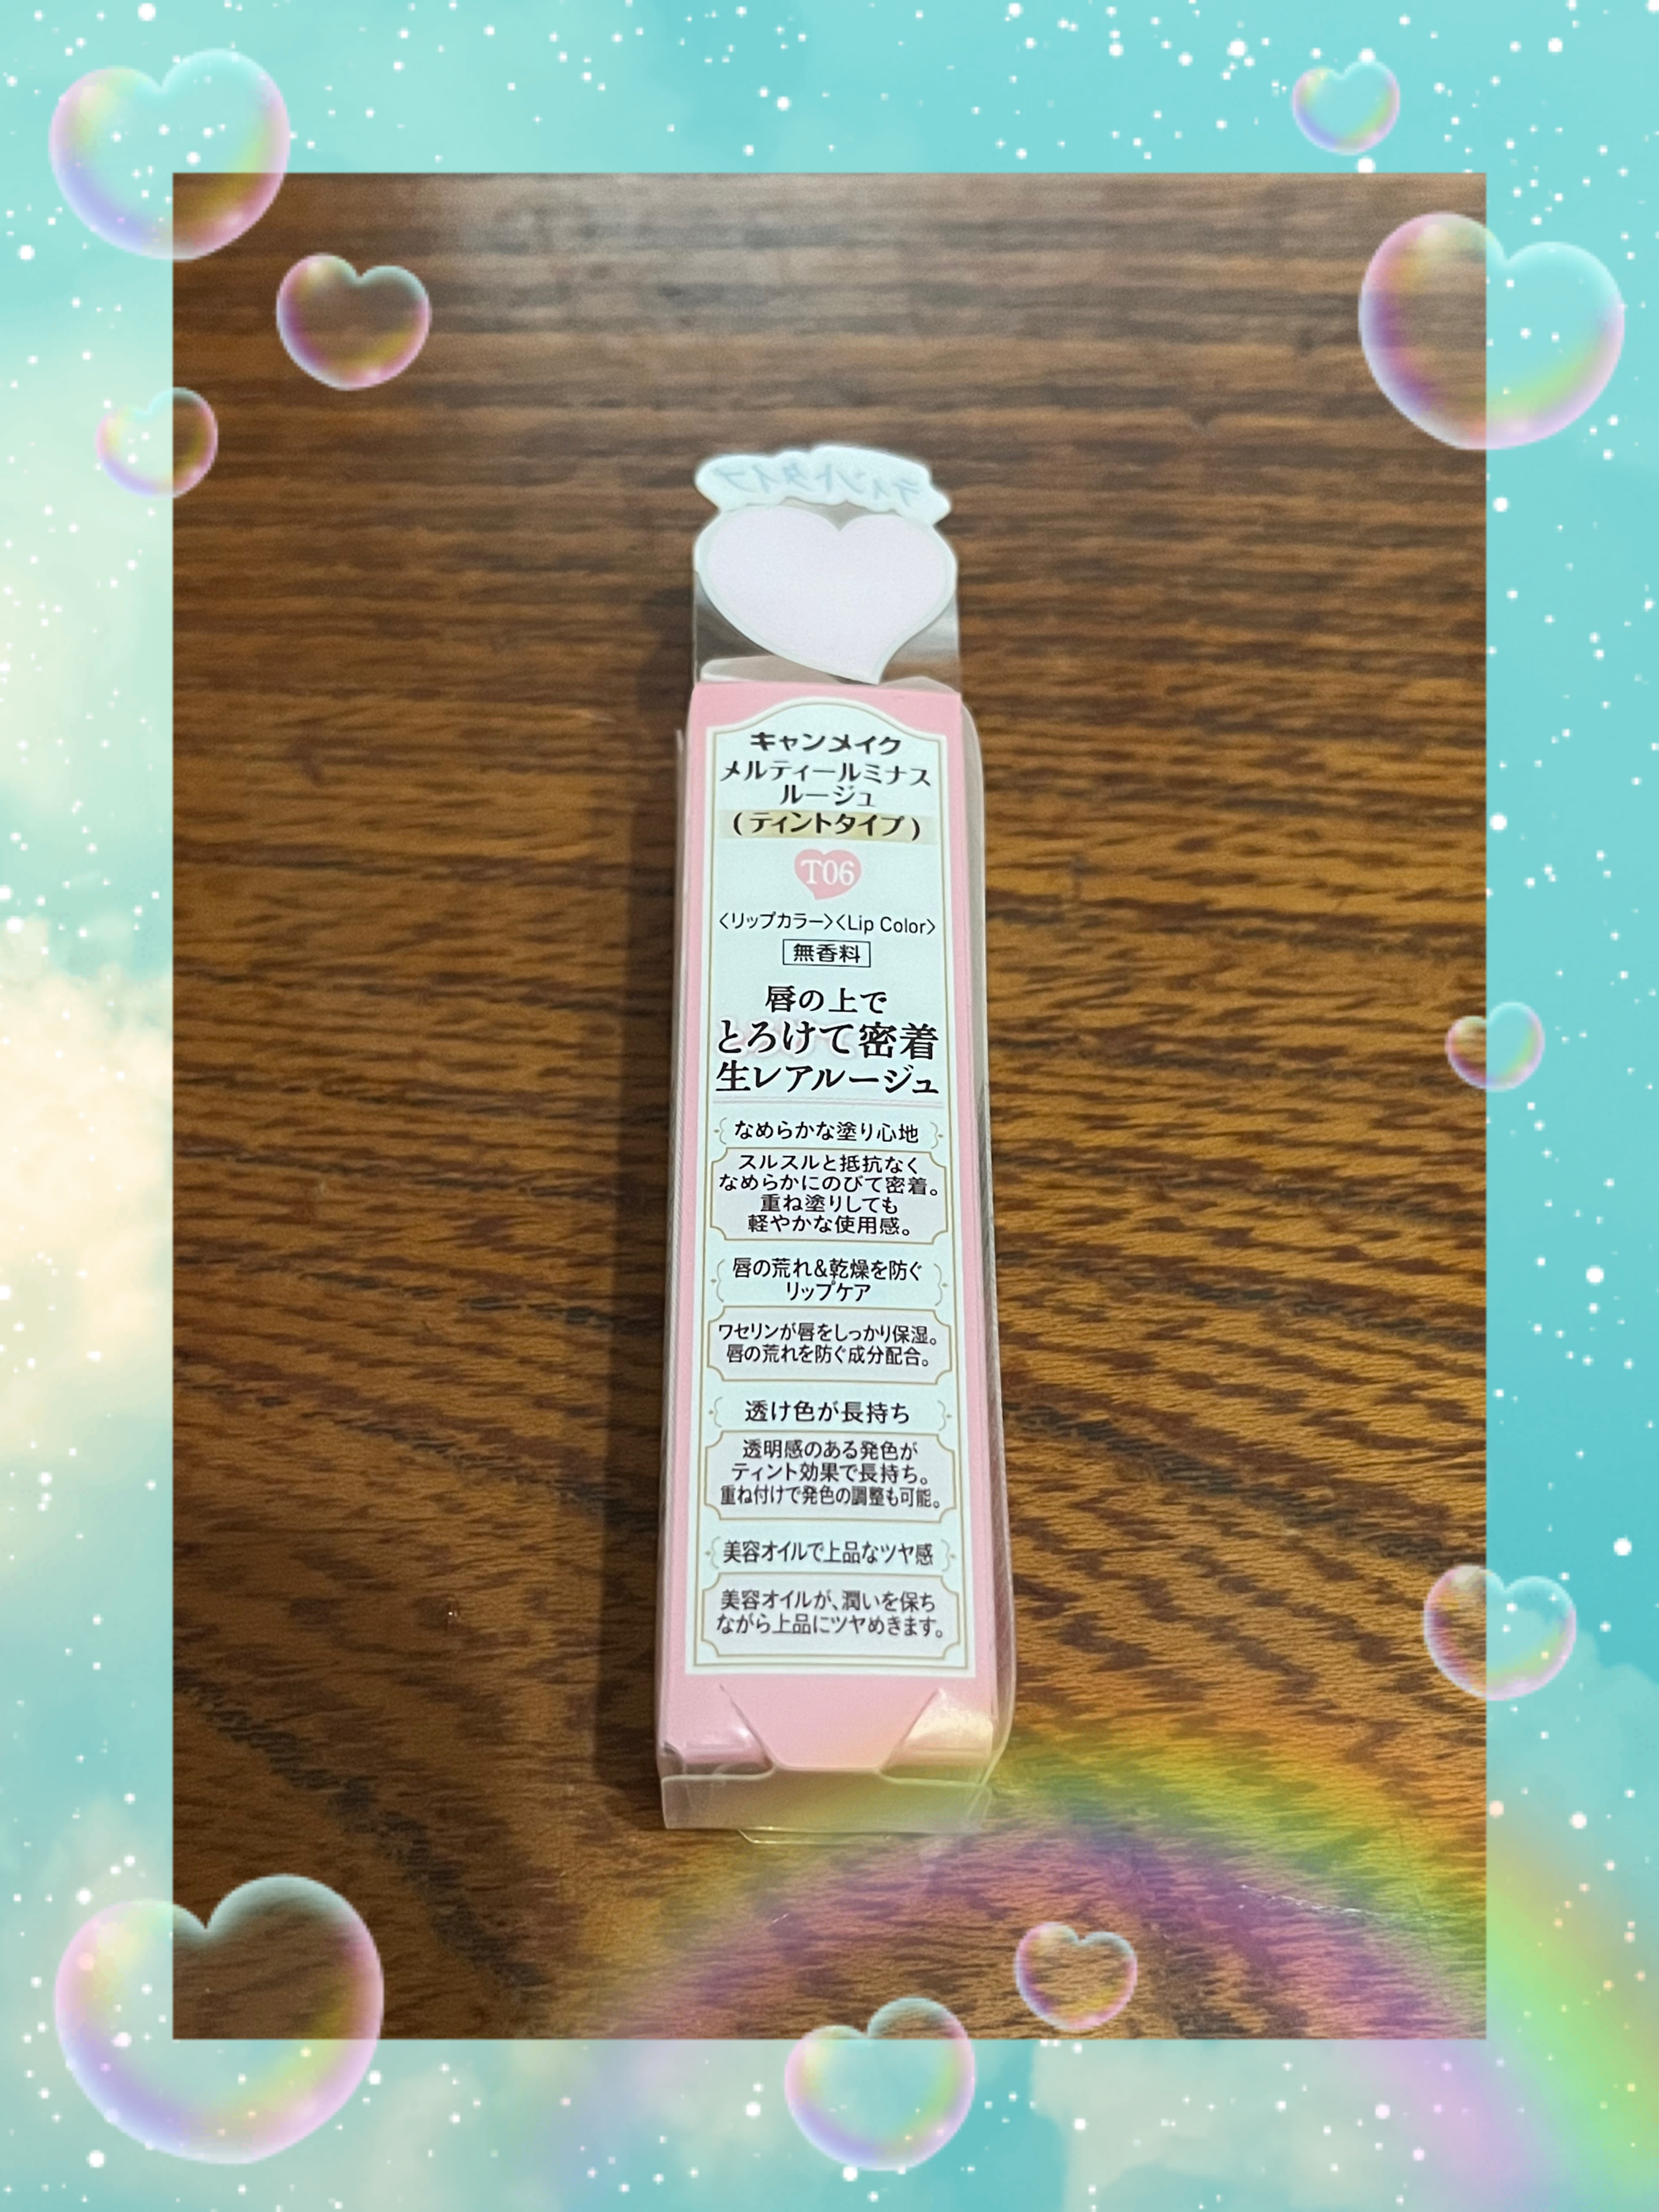 ティントタイプ
キャンメイク
メルティールミナス
ルージュ
(ティントタイプ)
T06
〈リップカラー〉〈Lip Color〉
無香料
唇の上で
とろけて密着
生レアルージュ
なめらかな塗り心地
スルスルと抵抗なく
なめらかにのびて密着。
重ね塗りしても
軽やかな使用感。
唇の荒れ&乾燥を防ぐ
リップケア
ワセリンが唇をしっかり保湿。
唇の荒れを防ぐ成分配合。
透け色が長持ち
透明感のある発色が
ティント効果で長持ち。
重ね付けで発色の調整も可能。
美容オイルで上品なツヤ感
美容オイルが、潤いを保ち
ながら上品にツヤめきます。